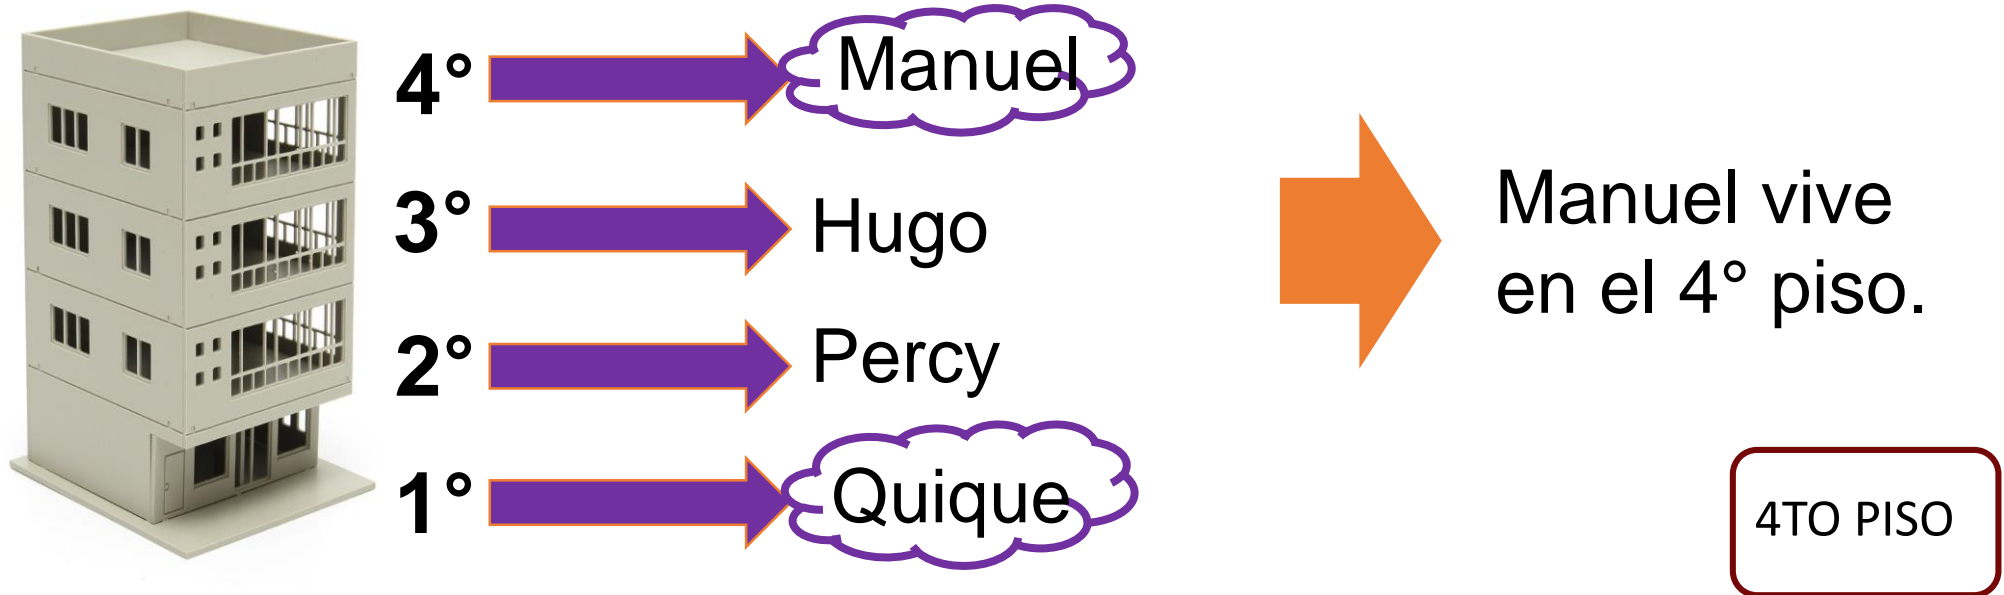 4° Manuel
3° Hugo
2° Percy
1° Quique
Manuel vive
en el 4° piso.
4TO PISO